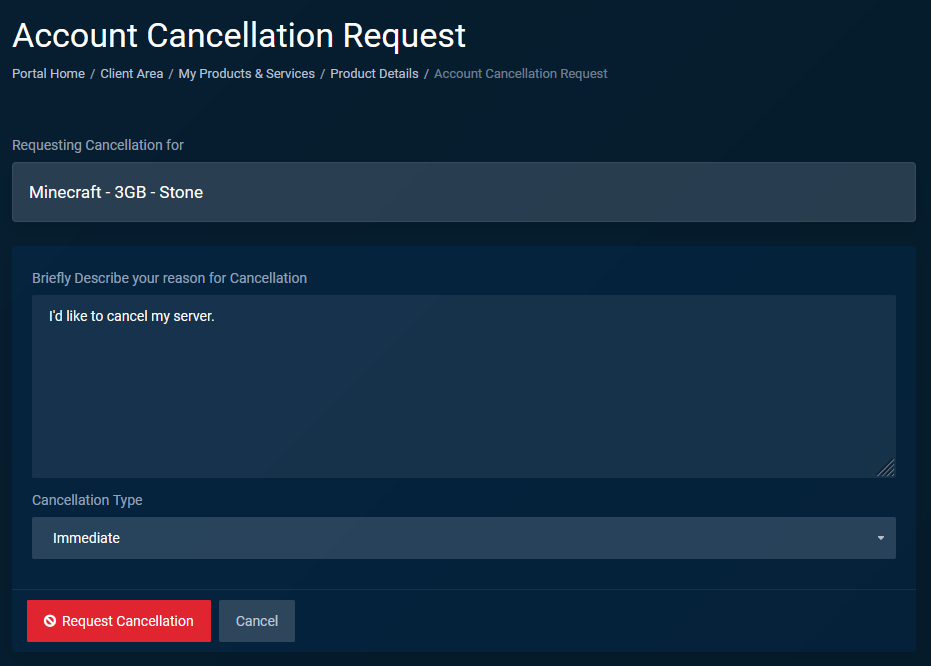 Account Cancellation Request
Portal Home / Client Area / My Products & Services / Product Details / Account Cancellation Request
Requesting Cancellation for
Minecraft - 3GB - Stone
Briefly Describe your reason for Cancellation
I'd like to cancel my server.
Cancellation Type
Immediate
Request Cancellation Cancel